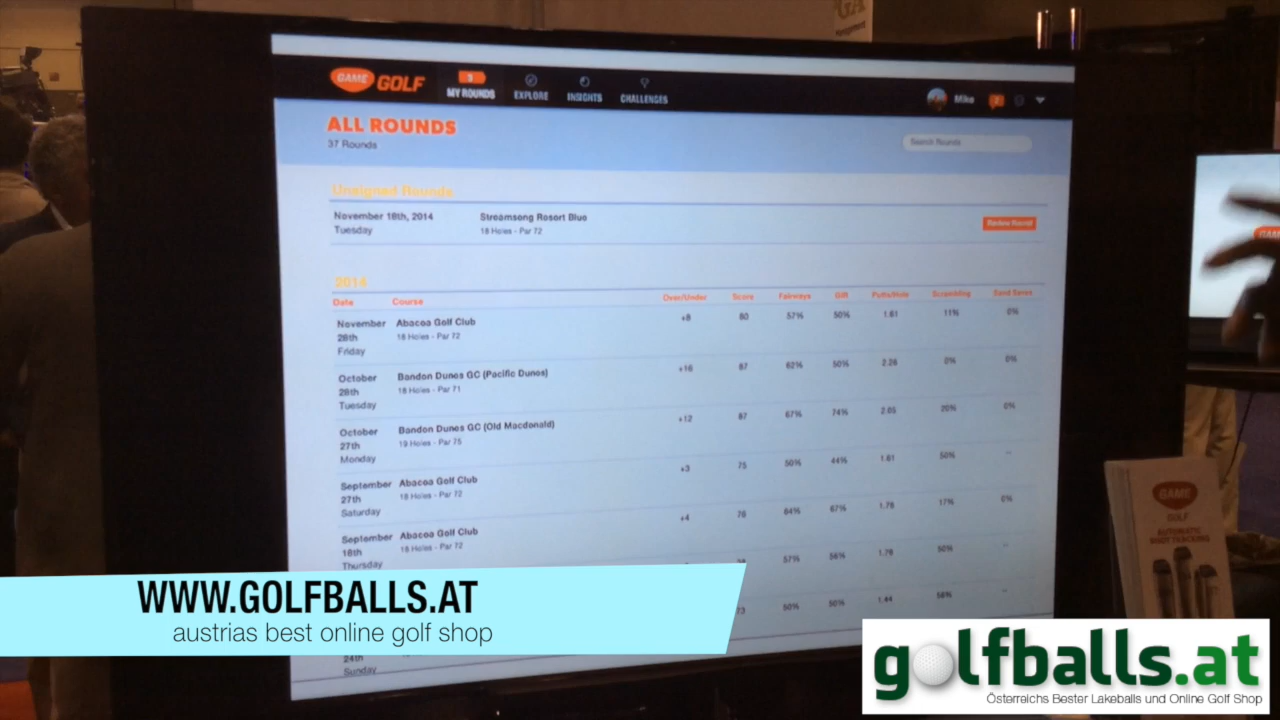 GAME GOLF
9
MY ROUNDS EXPLORE INSIGHTS CHALLENGES
Mike
ALL ROUNDS
37 Rounds
Search Rounds
Unsigned Rounds
November 18th, 2014 Streamsong Resort Blue
Tuesday 18 Holes - Par 72
Review Round
2014
Date Course Over/Under Score Fairways GIR Putts/Hole Scrambling Sand Saves
November 28th Friday Abacoa Golf Club +8 80 57% 50% 1.61 11% 0%
18 Holes - Par 72
October 28th Tuesday Bandon Dunes GC (Pacific Dunes) +16 87 62% 50% 2.28 0% 0%
18 Holes - Par 71
October 27th Monday Bandon Dunes GC (Old Macdonald) +12 87 67% 74% 2.05 20% 0%
19 Holes - Par 75
September 27th Saturday Abacoa Golf Club +3 75 50% 44% 1.61 50% --
18 Holes - Par 72
September 18th Thursday Abacoa Golf Club +4 76 64% 67% 1.78 17% 0%
18 Holes - Par 72
57% 56% 1.78 50% --
73 50% 50% 1.44 56% --
24th
Sunday
GAME
GOLF
AUTOMATIC
SHOT TRACKING
WWW.GOLFBALLS.AT
austrias best online golf shop
golfballs.at
Österreichs Bester Lakeballs und Online Golf Shop